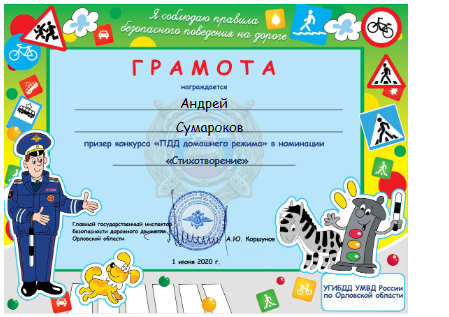 Я соблюдаю правила
безопасного поведения на дороге
ГРАМОТА
награждается
Андрей
Сумароков
призер конкурса «ПДД домашнего режима» в номинации
«Стихотворение»
Главный государственный инспектор
безопасности дорожного движения
Орловской области
А.Ю. Коршунов
1 июня 2020 г.
УГИБДД УМВД России
по Орловской области